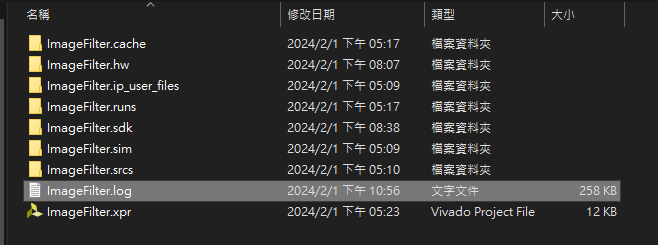 名稱 修改日期 類型 大小
ImageFilter.cache 2024/2/1 下午 05:17 檔案資料夾
ImageFilter.hw 2024/2/1 下午 08:07 檔案資料夾
ImageFilter.ip_user_files 2024/2/1 下午 05:09 檔案資料夾
ImageFilter.runs 2024/2/1 下午 05:17 檔案資料夾
ImageFilter.sdk 2024/2/1 下午 08:38 檔案資料夾
ImageFilter.sim 2024/2/1 下午 05:09 檔案資料夾
ImageFilter.srcs 2024/2/1 下午 05:10 檔案資料夾
ImageFilter.log 2024/2/1 下午 10:56 文字文件 258 KB
ImageFilter.xpr 2024/2/1 下午 05:23 Vivado Project File 12 KB